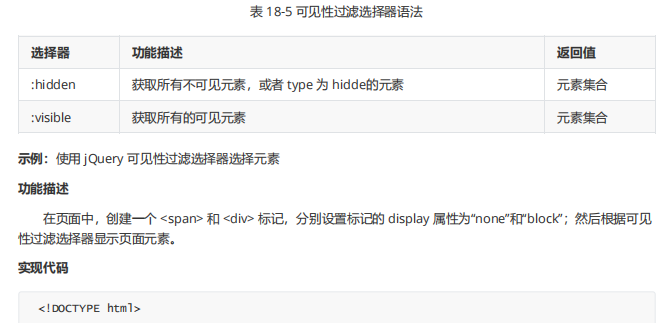 表 18-5 可见性过滤选择器语法
选择器 功能描述 返回值
:hidden 获取所有不可见元素，或者 type 为 hidde的元素 元素集合
:visible 获取所有的可见元素 元素集合
示例：使用 jQuery 可见性过滤选择器选择元素
功能描述
在页面中，创建一个 <span> 和 <div> 标记，分别设置标记的 display 属性为“none”和“block”；然后根据可见
性过滤选择器显示页面元素。
实现代码
<!DOCTYPE html>